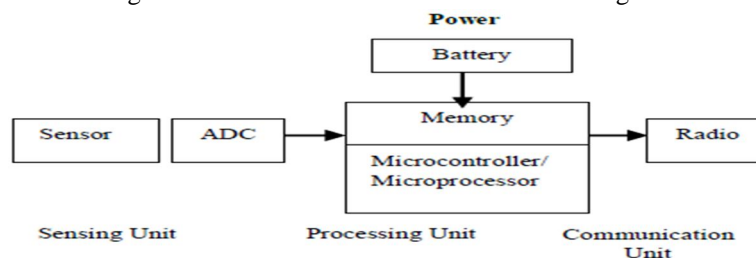 Power
Battery
Sensor
ADC
Memory
Radio
Microcontroller/
Microprocessor
Sensing Unit
Processing Unit
Communication
Unit